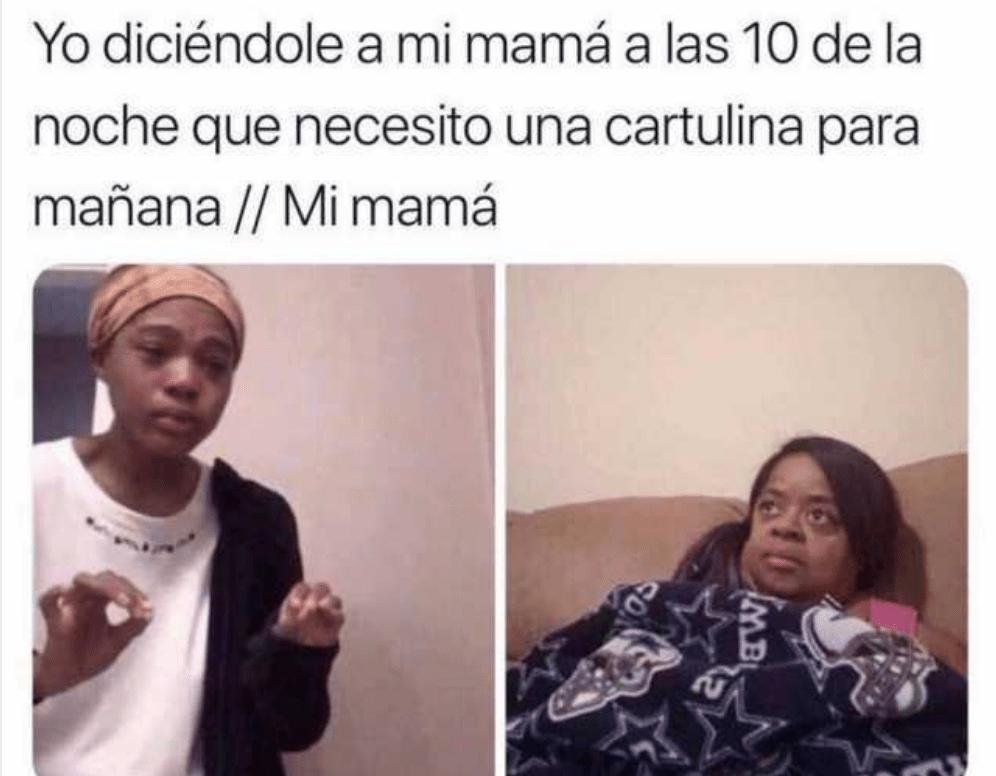 Yo diciéndole a mi mamá a las 10 de la
noche que necesito una cartulina para
mañana // Mi mamá